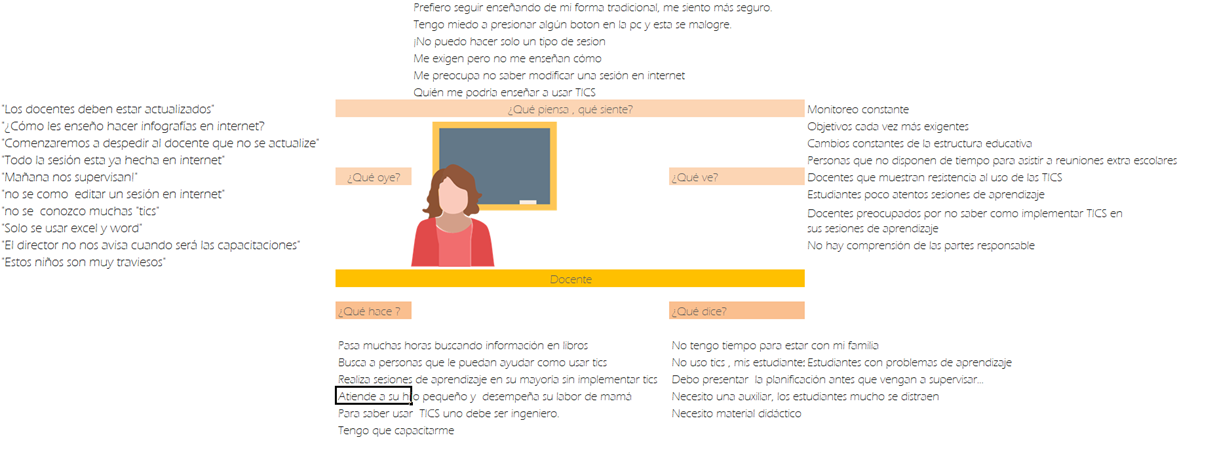 Prefiero seguir enseñando de mi forma tradicional, me siento más seguro.
Tengo miedo a presionar algún boton en la pc y esta se malogre.
¡No puedo hacer solo un tipo de sesion
Me exigen pero no me enseñan cómo
Me preocupa no saber modificar una sesión en internet
Quién me podría enseñar a usar TICS
¿Qué piensa , qué siente?
"Los docentes deben estar actualizados"
"¿Cómo les enseño hacer infografías en internet?
"Comenzaremos a despedir al docente que no se actualize"
"Todo la sesión esta ya hecha en internet"
"Mañana nos supervisan!"
"no se como editar un sesión en internet"
"no se conozco muchas "tics"
"Solo se usar excel y word"
"El director no nos avisa cuando será las capacitaciones"
"Estos niños son muy traviesos"
¿Qué oye?
¿Qué ve?
Monitoreo constante
Objetivos cada vez más exigentes
Cambios constantes de la estructura educativa
Personas que no disponen de tiempo para asistir a reuniones extra escolares
Docentes que muestran resistencia al uso de las TICS
Estudiantes poco atentos sesiones de aprendizaje
Docentes preocupados por no saber como implementar TICS en
sus sesiones de aprendizaje
No hay comprensión de las partes responsable
Docente
¿Qué hace ?
Pasa muchas horas buscando información en libros
Busca a personas que le puedan ayudar como usar tics
Realiza sesiones de aprendizaje en su mayoría sin implementar tics
Atiende a su hijo pequeño y desempeña su labor de mamá
Para saber usar TICS uno debe ser ingeniero.
Tengo que capacitarme
¿Qué dice?
No tengo tiempo para estar con mi familia
No uso tics , mis estudiantes Estudiantes con problemas de aprendizaje
Debo presentar la planificación antes que vengan a supervisar...
Necesito una auxiliar, los estudiantes mucho se distraen
Necesito material didáctico